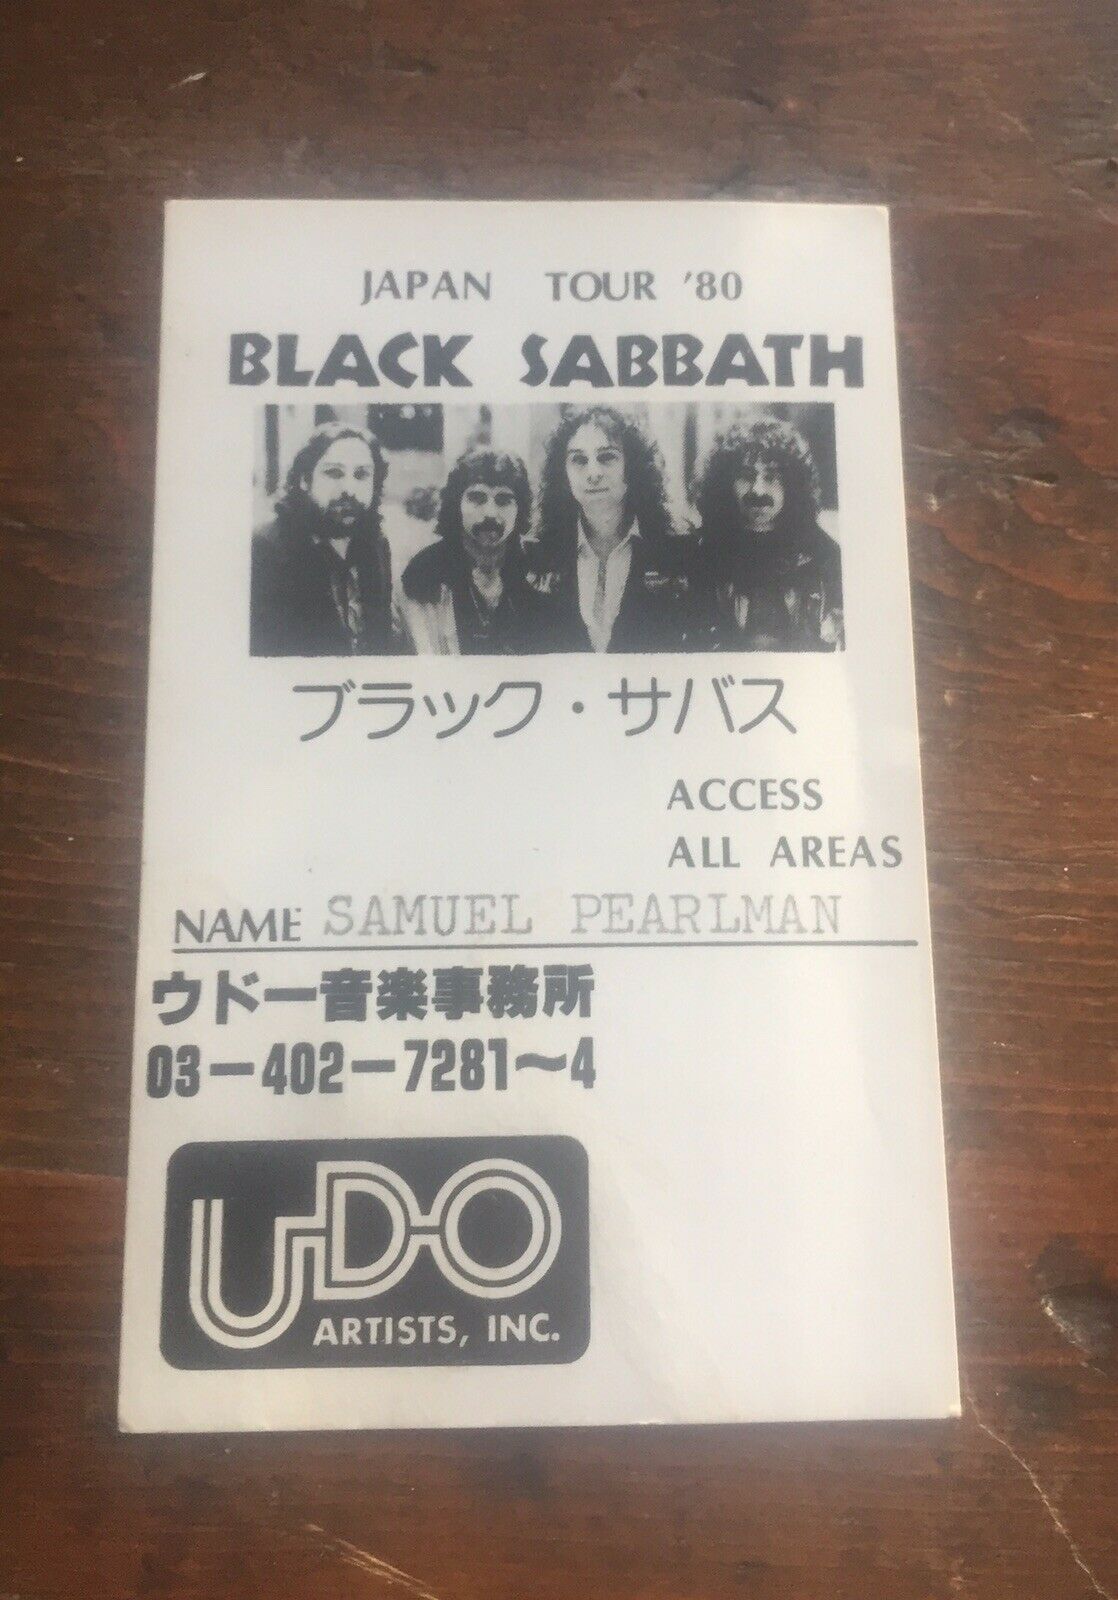 JAPAN TOUR '80
BLACK SABBATH
ブラック・サバス
ACCESS
ALL AREAS
NAME SAMUEL PEARLMAN
ウドー音楽事務所
03-402-7281〜4
UDO
ARTISTS, INC.